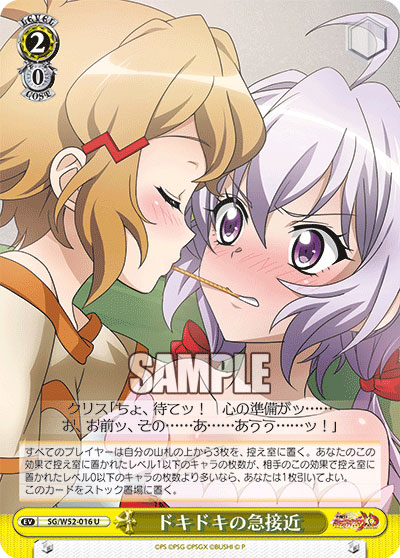 LEVEL
2
0
COST
SAMPLE
クリス「ちょ、待てッ！ 心の準備がッ……
お、お前ッ、その……あ……あうぅ……ッ！」
すべてのプレイヤーは自分の山札の上から3枚を、控え室に置く。あなたのこの
効果で控え室に置かれたレベル1以下のキャラの枚数が、相手のこの効果で控え
室に置かれたレベル0以下のキャラの枚数より多いなら、あなたは1枚引いてよい。
このカードをストック置場に置く。
EV
SG/W52-016 U
ドキドキの急接近
©PS ©PSG ©PSGX ©BUSHI © P